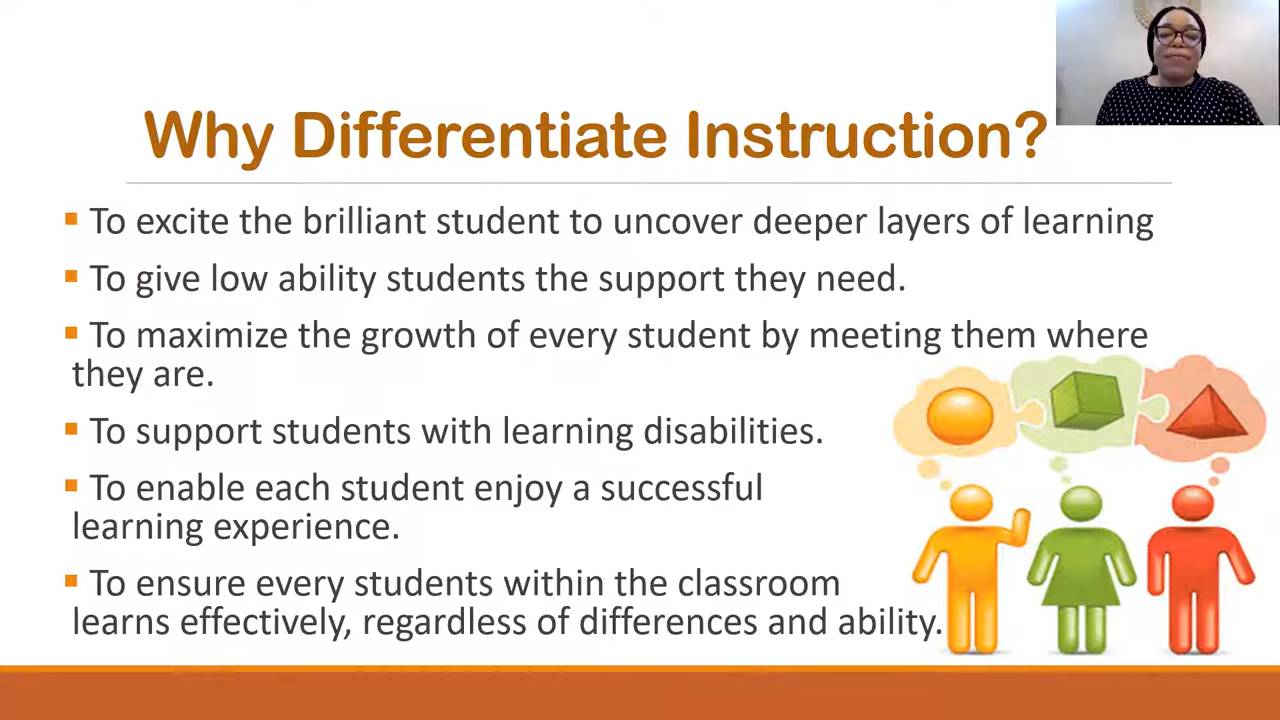 Why Differentiate Instruction?
▪ To excite the brilliant student to uncover deeper layers of learning
▪ To give low ability students the support they need.
▪ To maximize the growth of every student by meeting them where
they are.
▪ To support students with learning disabilities.
▪ To enable each student enjoy a successful
learning experience.
▪ To ensure every students within the classroom
learns effectively, regardless of differences and ability.